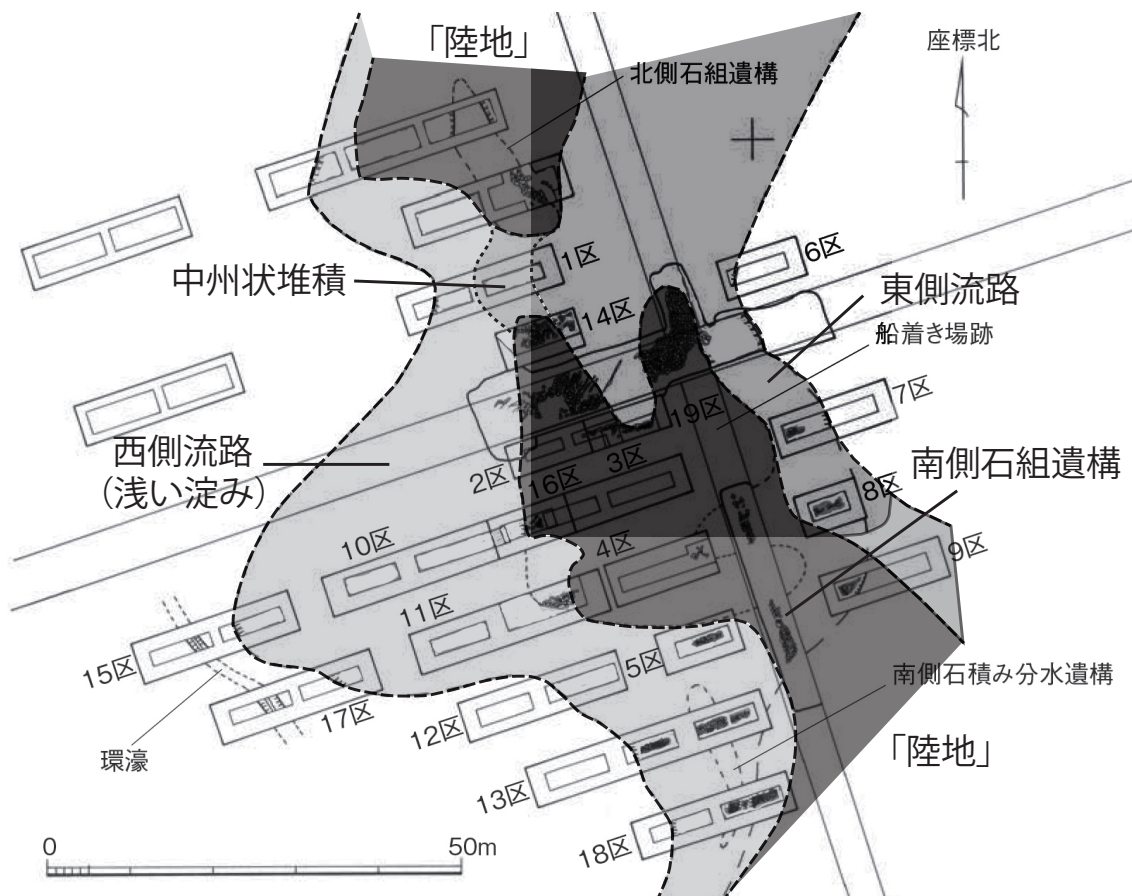 「陸地」
座標北
北側石組遺構
6区
1区
中州状堆積
東側流路
14区
船着き場跡
7区
19区
西側流路
(浅い淀み)
2区
3区
南側石組遺構
16区
8区
10区
4区
9区
11区
15区
5区
南側石積み分水遺構
17区
12区
環濠
「陸地」
13区
18区
0
50m